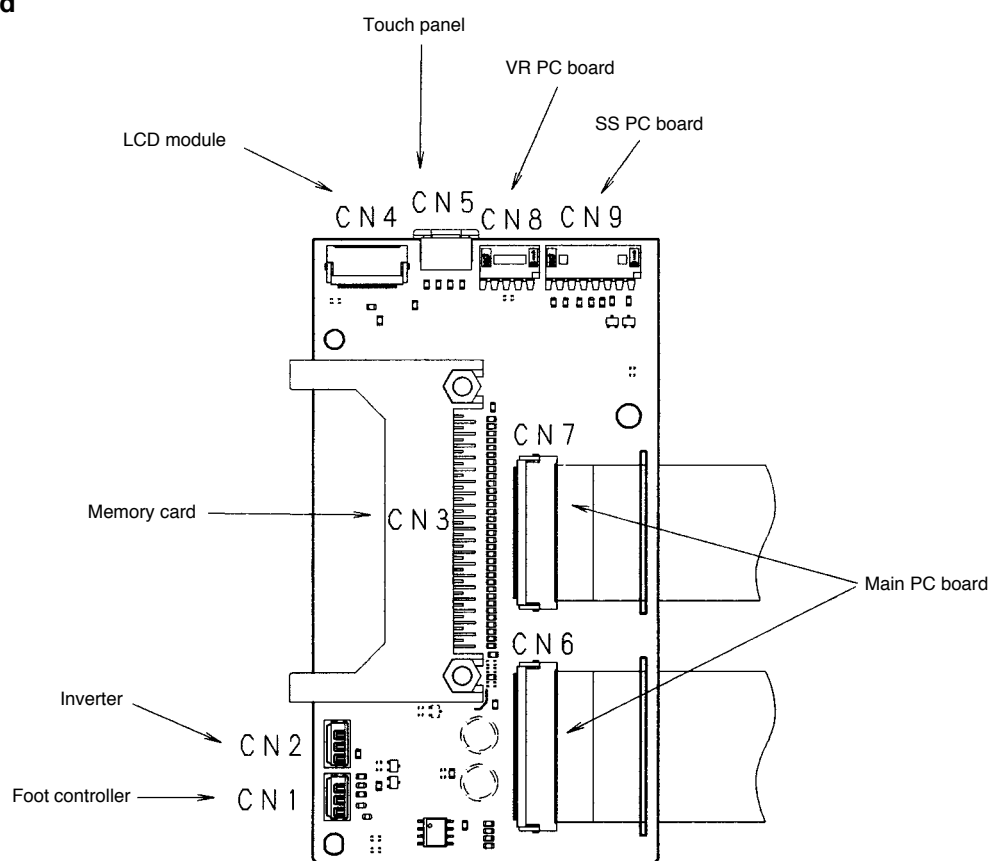 d
Touch panel
VR PC board
SS PC board
LCD module
CN5
CN4
CN8
CN9
CN7
Memory card
CN3
Main PC board
CN6
Inverter
CN2
Foot controller
CN1